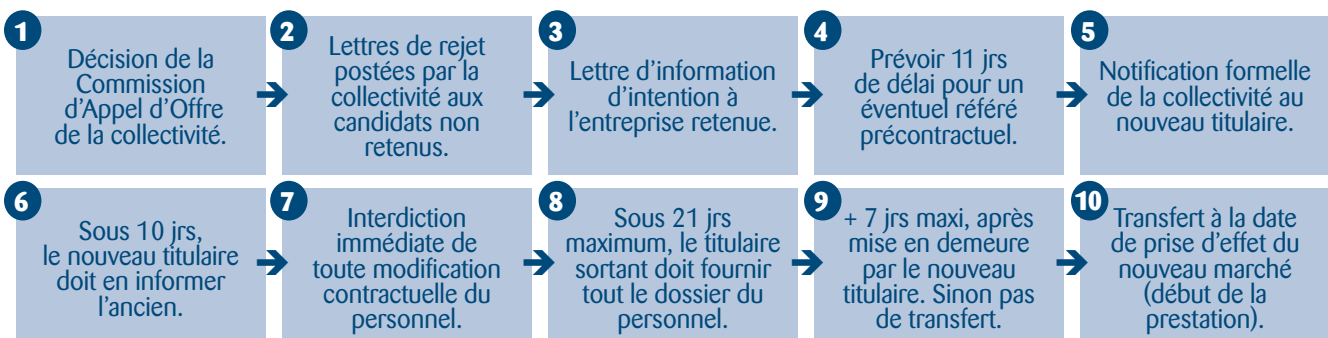 1
Décision de la
Commission
d'Appel d'Offre
de la collectivité.
2
Lettres de rejet
postées par la
collectivité aux
candidats non
retenus.
3
Lettre d'information
d'intention à
l'entreprise retenue.
4
Prévoir 11 jrs
de délai pour un
éventuel référé
précontractuel.
5
Notification formelle
de la collectivité au
nouveau titulaire.
6
Sous 10 jrs,
le nouveau titulaire
doit en informer
l'ancien.
7
Interdiction
immédiate de
toute modification
contractuelle du
personnel.
8
Sous 21 jrs
maximum, le titulaire
sortant doit fournir
tout le dossier du
personnel.
9
+ 7 jrs maxi, après
mise en demeure
par le nouveau
titulaire. Sinon pas
de transfert.
10
Transfert à la date
de prise d'effet du
nouveau marché
(début de la
prestation).